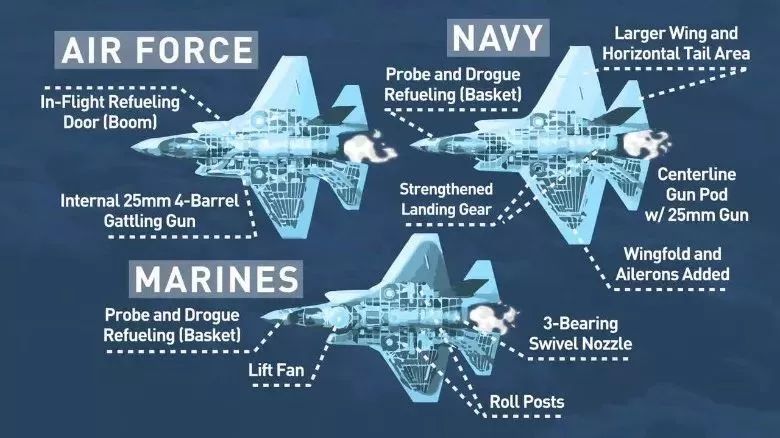 AIR FORCE
In-Flight Refueling
Door (Boom)
Internal 25mm 4-Barrel
Gattling Gun
NAVY
Probe and Drogue
Refueling (Basket)
Larger Wing and
Horizontal Tail Area
Strengthened
Landing Gear
Centerline
Gun Pod
w/ 25mm Gun
Wingfold and
Ailerons Added
MARINES
Probe and Drogue
Refueling (Basket)
Lift Fan
3-Bearing
Swivel Nozzle
Roll Posts